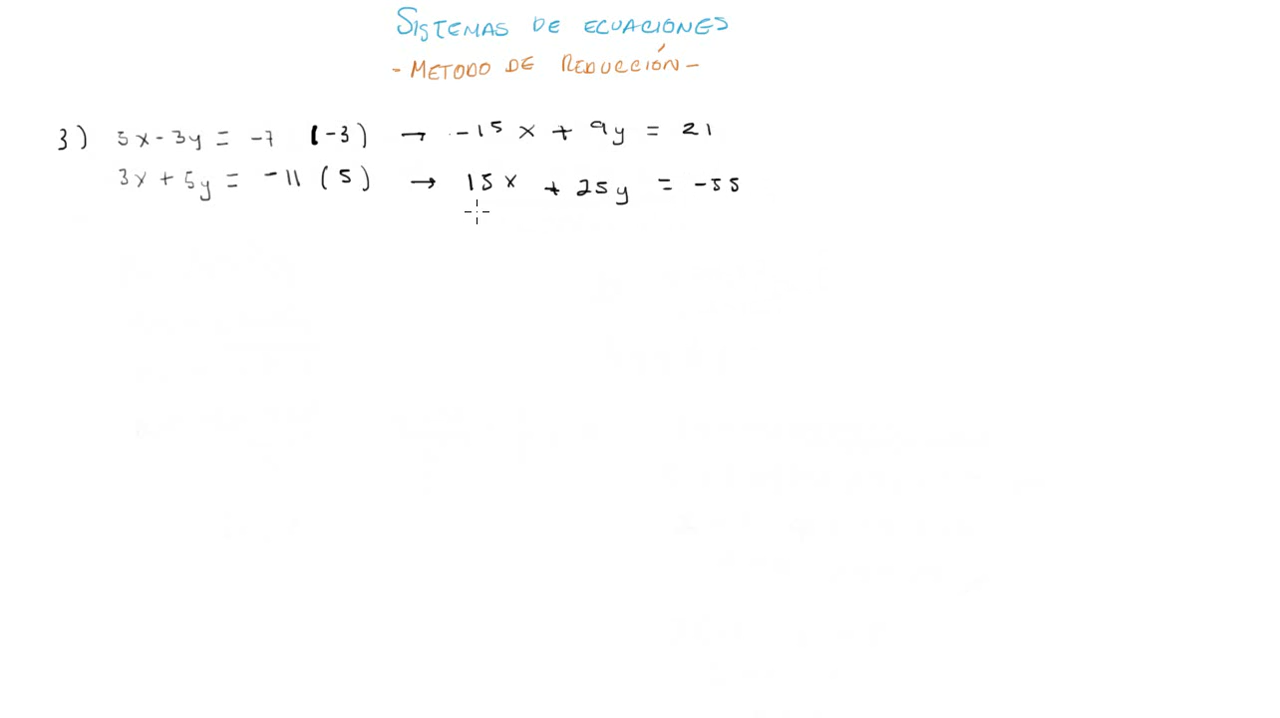 SISTEMAS DE ECUACIONES
- METODO DE REDUCCIÓN -
3) 5x - 3y = -7 (-3) → -15x + 9y = 21
3x + 5y = -11 (5) → 15x + 25y = -55